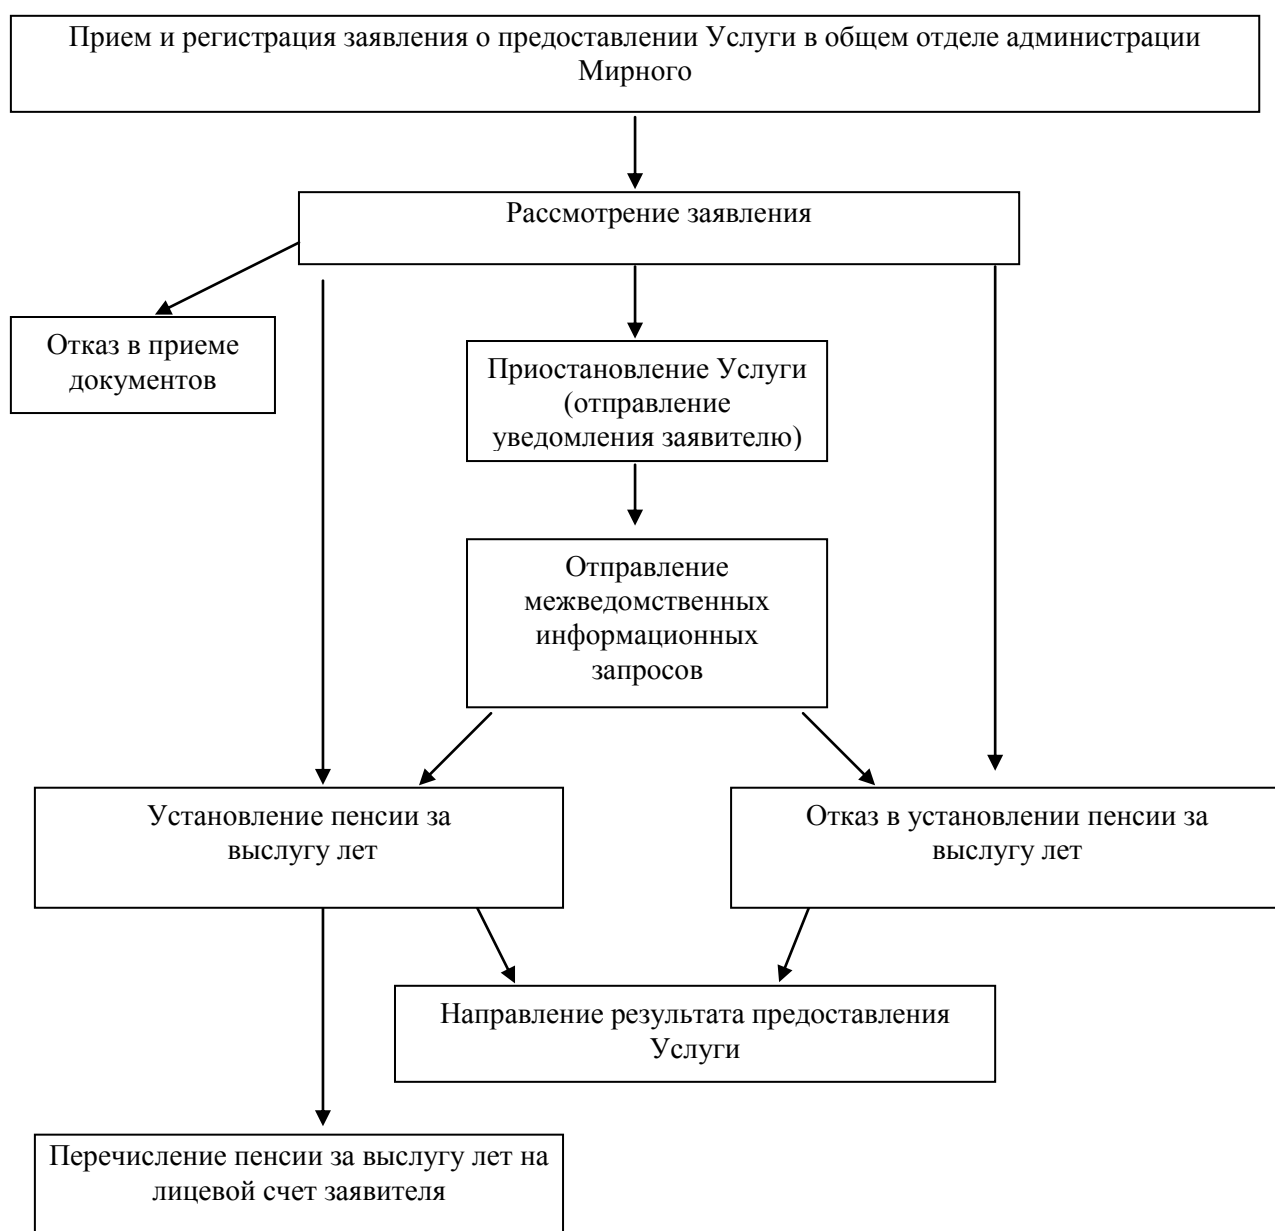 Прием и регистрация заявления о предоставлении Услуги в общем отделе администрации
Мирного
Рассмотрение заявления
Отказ в приеме
документов
Приостановление Услуги
(отправление
уведомления заявителю)
Отправление
межведомственных
информационных
запросов
Установление пенсии за
выслугу лет
Отказ в установлении пенсии за
выслугу лет
Направление результата предоставления
Услуги
Перечисление пенсии за выслугу лет на
лицевой счет заявителя